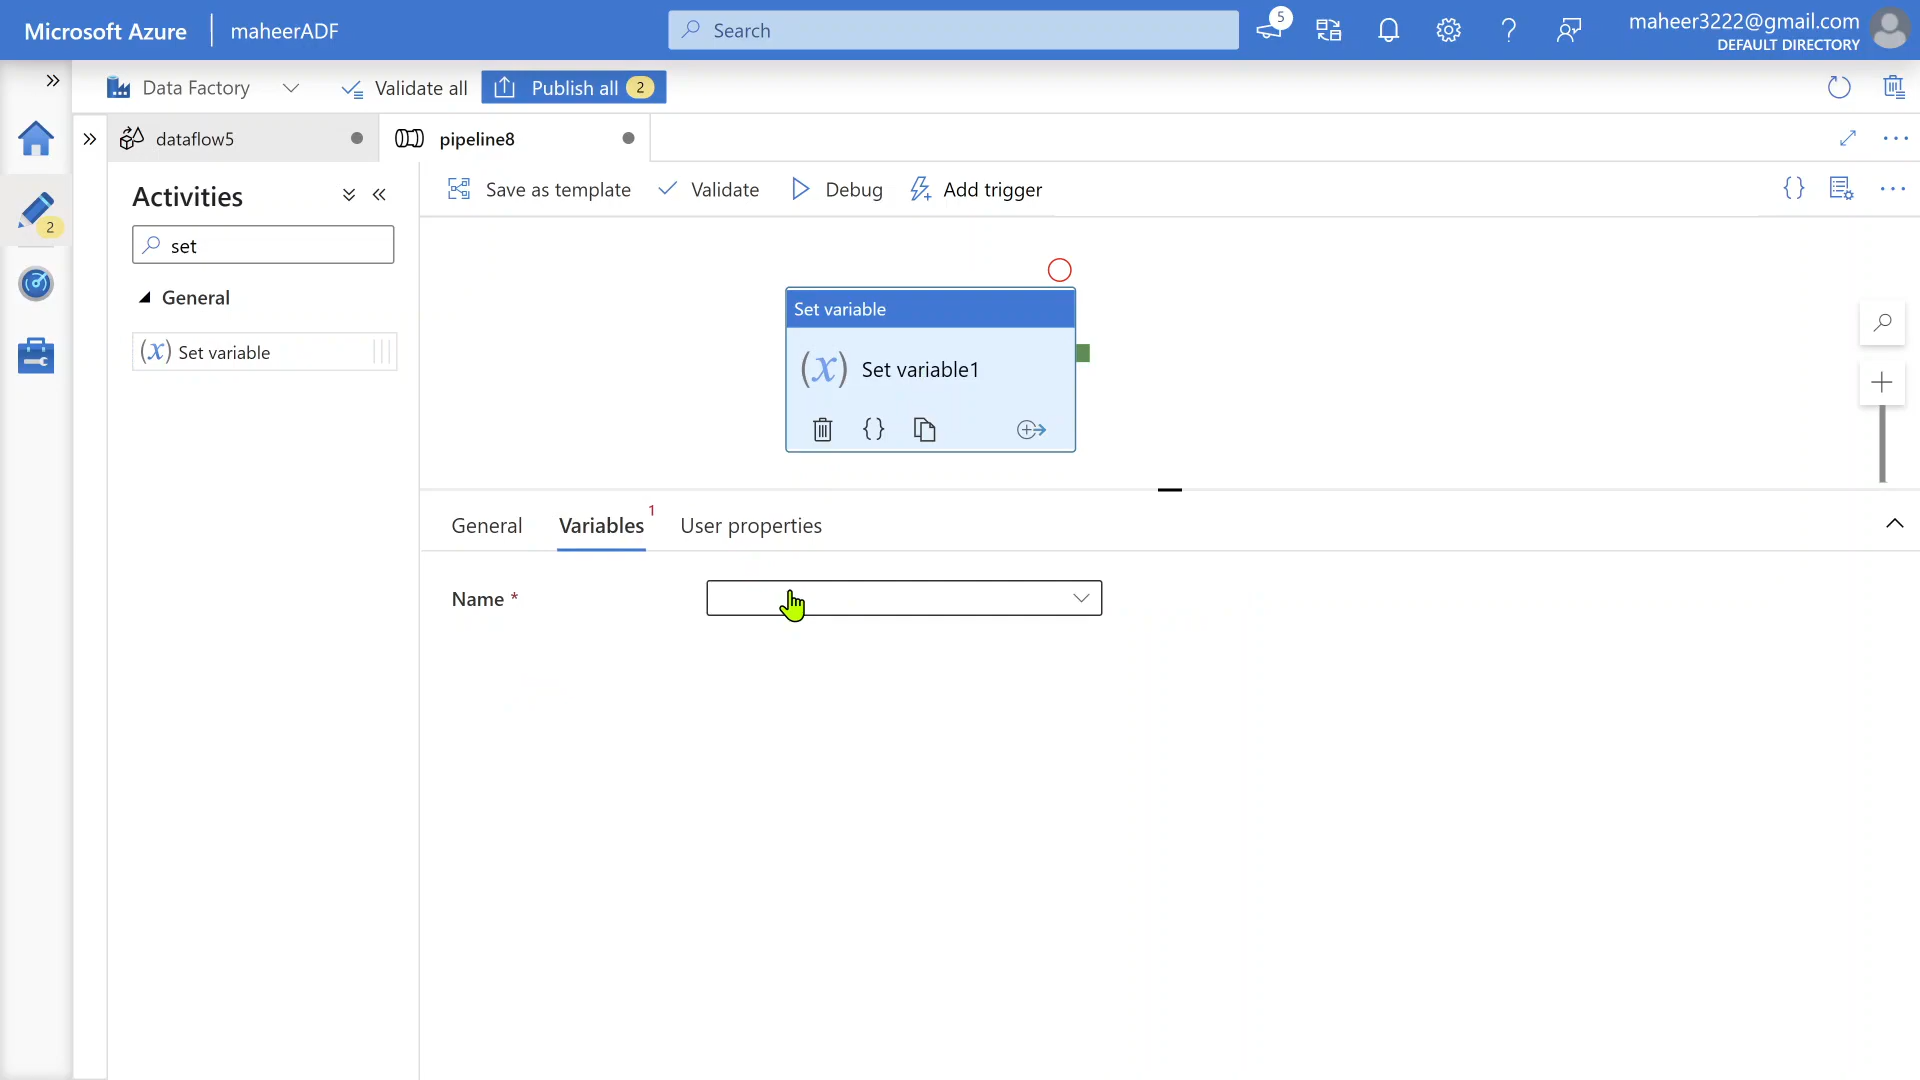 Microsoft Azure
maheerADF
Search
5
maheer3222@gmail.com
DEFAULT DIRECTORY
Data Factory
Validate all
Publish all
2
dataflow5
pipeline8
2
Activities
Save as template
Validate
Debug
Add trigger
set
General
Set variable
Set variable
(x) Set variable1
(x) Set variable
General
Variables
1
User properties
Name *